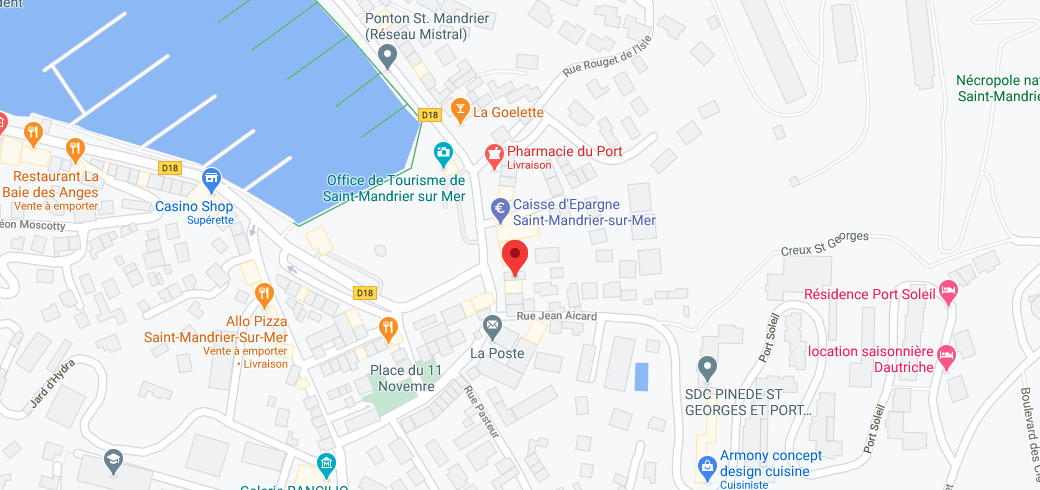 dent
Ponton St. Mandrier
(Réseau Mistral)
Rue Rouget de l'Isle
Nécropole nat
Saint-Mandrie
D18
La Goelette
Pharmacie du Port
Livraison
D18
Restaurant La
Baie des Anges
Vente à emporter
Office de Tourisme de
Saint-Mandrier sur Mer
Casino Shop
Supérette
Caisse d'Epargne
Saint-Mandrier-sur-Mer
éon Moscotty
Creux St Georges
D18
Résidence Port Soleil
Rue Jean Aicard
Allo Pizza
Saint-Mandrier-Sur-Mer
Vente à emporter
• Livraison
La Poste
Port Soleil
location saisonnière
Dautriche
Place du 11
Novemre
Jard d'Hydra
Rue Pasteur
SDC PINEDE ST
GEORGES ET PORT...
Port Soleil
Boulevard des Gi
Armony concept
design cuisine
Cuisiniste
Galerie RANCILIO